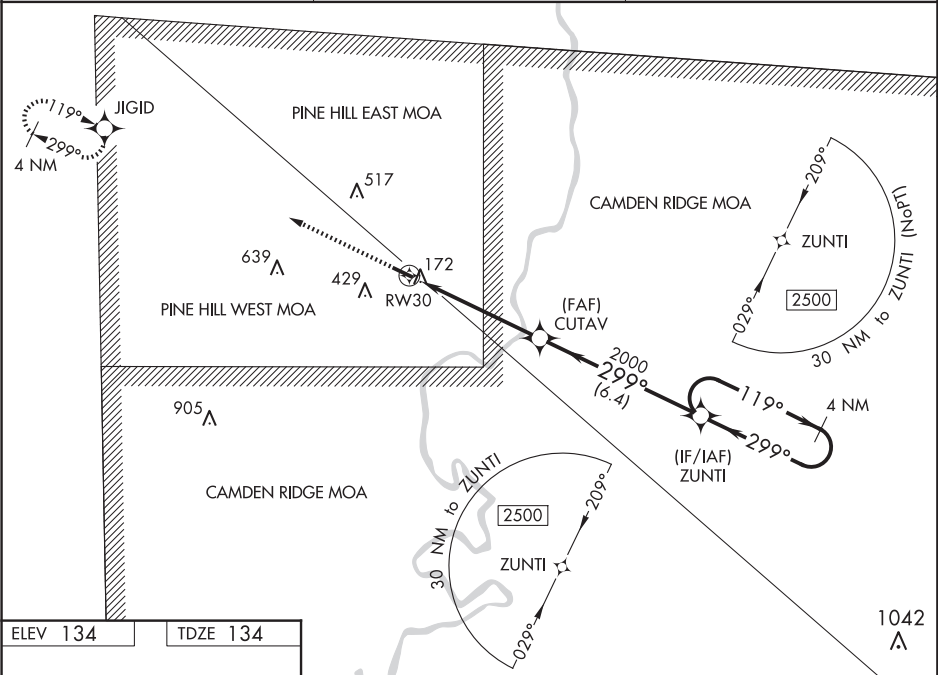 JIGID
119°
299°
4 NM
PINE HILL EAST MOA
517
CAMDEN RIDGE MOA
209°
ZUNTI
2500
029°
30 NM to ZUNTI (NoPT)
639
429
172
RW30
PINE HILL WEST MOA
(FAF)
CUTAV
2000
299°
(6.4)
119°
4 NM
299°
(IF/IAF)
ZUNTI
905
CAMDEN RIDGE MOA
30 NM to ZUNTI
209°
2500
ZUNTI
029°
1042
ELEV 134
TDZE 134